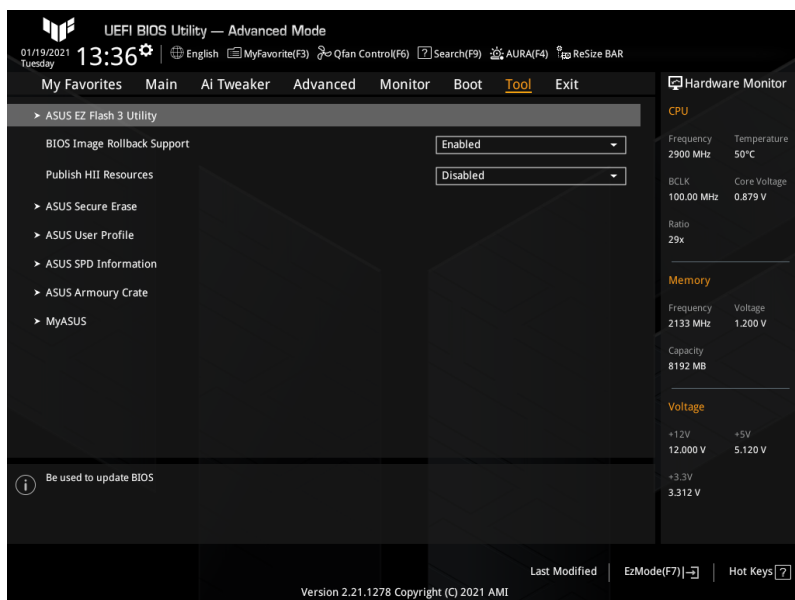 UEFI BIOS Utility — Advanced Mode
01/19/2021
Tuesday
13:36
English
MyFavorite(F3)
Qfan Control(F6)
? Search(F9)
AURA(F4)
ReSize BAR
My Favorites Main Ai Tweaker Advanced Monitor Boot Tool Exit
Hardware Monitor
> ASUS EZ Flash 3 Utility
BIOS Image Rollback Support Enabled
Publish HII Resources Disabled
> ASUS Secure Erase
> ASUS User Profile
> ASUS SPD Information
> ASUS Armoury Crate
> MyASUS
CPU
Frequency Temperature
2900 MHz 50°C
BCLK Core Voltage
100.00 MHz 0.879 V
Ratio
29x
Memory
Frequency Voltage
2133 MHz 1.200 V
Capacity
8192 MB
Voltage
+12V +5V
12.000 V 5.120 V
+3.3V
3.312 V
i Be used to update BIOS
Last Modified EzMode(F7) Hot Keys ?
Version 2.21.1278 Copyright (C) 2021 AMI